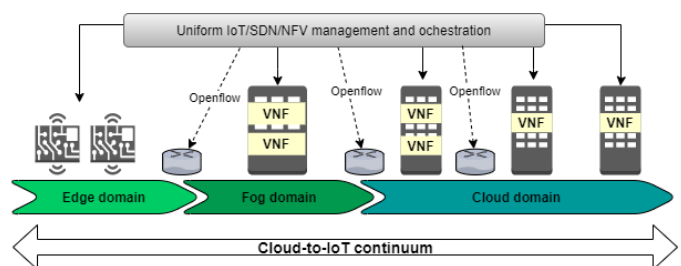 Uniform IoT/SDN/NFV management and ochestration
Openflow
Openflow
Openflow
VNF
VNF
VNF
VNF
VNF
VNF
Edge domain
Fog domain
Cloud domain
Cloud-to-IoT continuum